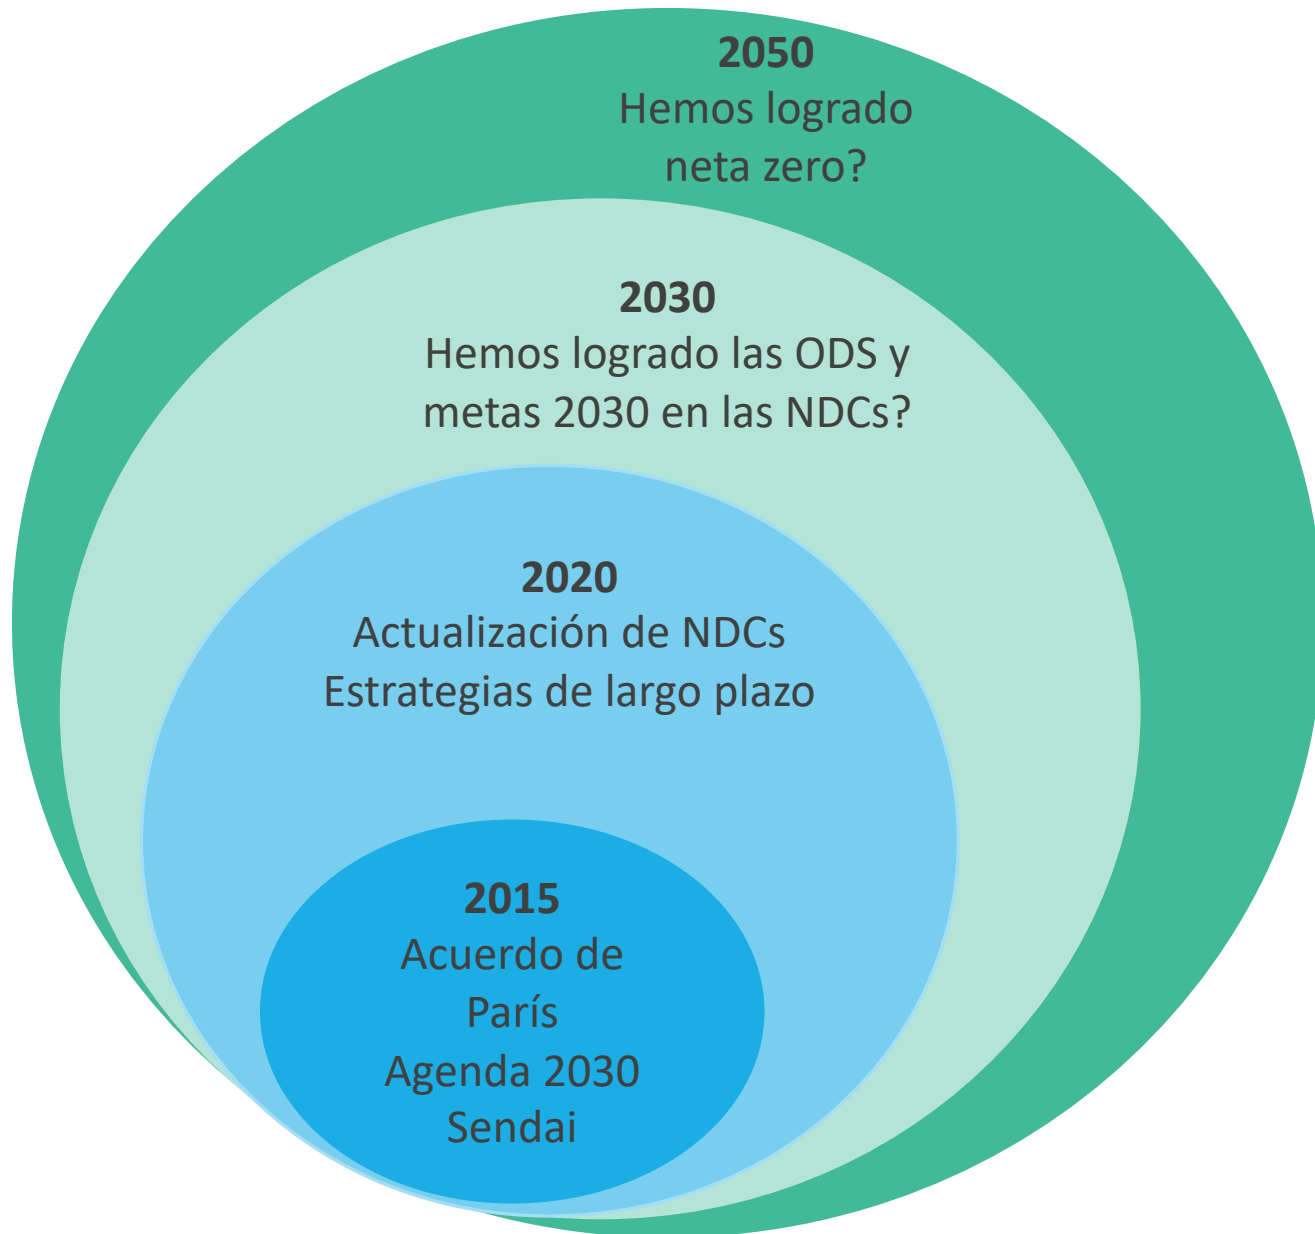 2050
Hemos logrado
neta zero?
2030
Hemos logrado las ODS y
metas 2030 en las NDCs?
2020
Actualización de NDCs
Estrategias de largo plazo
2015
Acuerdo de
París
Agenda 2030
Sendai